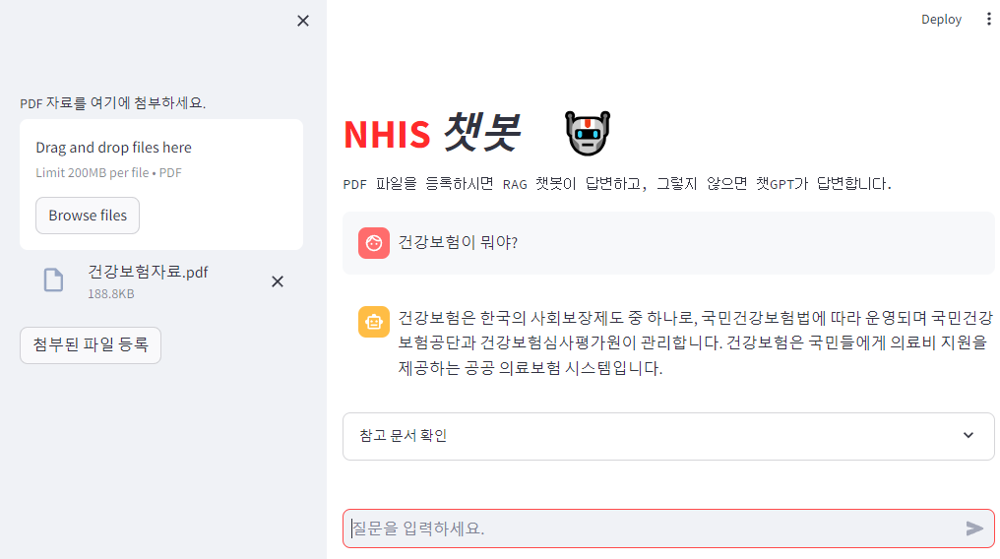 Deploy
PDF 자료를 여기에 첨부하세요.
Drag and drop files here
Limit 200MB per file • PDF
Browse files
건강보험자료.pdf
188.8KB
첨부된 파일 등록
NHIS 챗봇
PDF 파일을 등록하시면 RAG 챗봇이 답변하고, 그렇지 않으면 챗GPT가 답변합니다.
건강보험이 뭐야?
건강보험은 한국의 사회보장제도 중 하나로, 국민건강보험법에 따라 운영되며 국민건강
보험공단과 건강보험심사평가원이 관리합니다. 건강보험은 국민들에게 의료비 지원을
제공하는 공공 의료보험 시스템입니다.
참고 문서 확인
질문을 입력하세요.